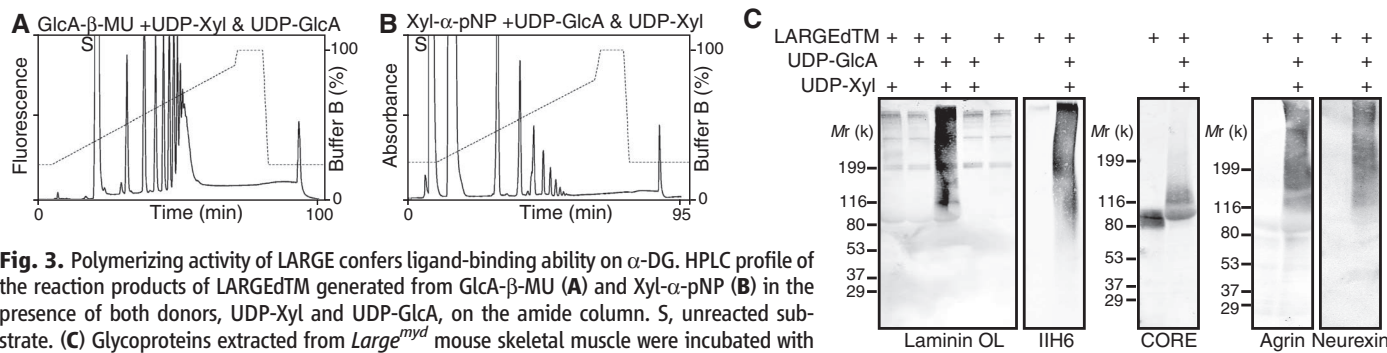 A GlcA-β-MU +UDP-Xyl & UDP-GlcA
S
Fluorescence
100
Buffer B (%)
0
0 Time (min) 100
B Xyl-α-pNP +UDP-GlcA & UDP-Xyl
S
Absorbance
100
Buffer B (%)
0
0 Time (min) 95
C
LARGEdTM + + + + + + + + + + + +
UDP-GlcA + + + + + + +
UDP-Xyl + + + + + + +
Mr (k)
199
116
80
53
37
29
Mr (k)
199
116
80
53
37
29
Mr (k)
199
116
80
53
37
29
Laminin OL IIH6 CORE Agrin Neurexin
Fig. 3. Polymerizing activity of LARGE confers ligand-binding ability on α-DG. HPLC profile of
the reaction products of LARGEdTM generated from GlcA-β-MU (A) and Xyl-α-pNP (B) in the
presence of both donors, UDP-Xyl and UDP-GlcA, on the amide column. S, unreacted sub-
strate. (C) Glycoproteins extracted from Large^myd mouse skeletal muscle were incubated with